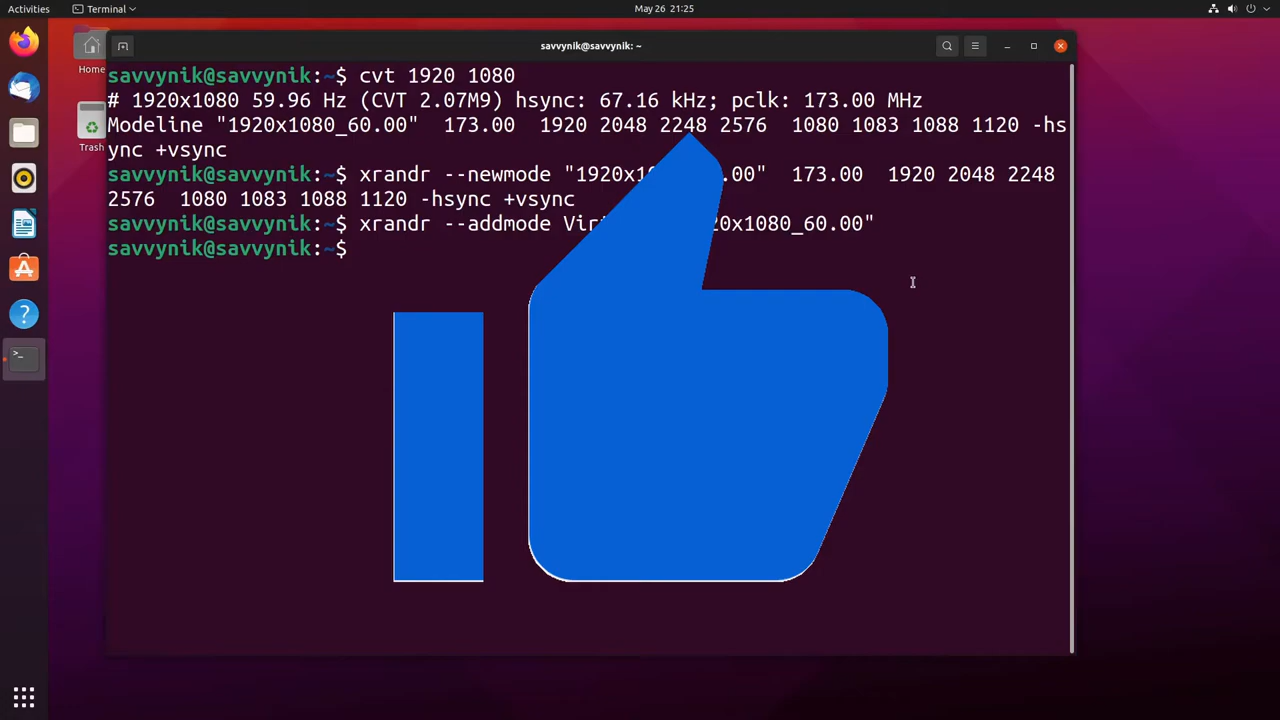 Activities
Terminal
May 26 21:25
savvynik@savvynik: ~
Home
Trash
savvynik@savvynik:~$ cvt 1920 1080
# 1920x1080 59.96 Hz (CVT 2.07M9) hsync: 67.16 kHz; pclk: 173.00 MHz
Modeline "1920x1080_60.00"  173.00  1920 2048 2248 2576  1080 1083 1088 1120 -hs
ync +vsync
savvynik@savvynik:~$ xrandr --newmode "1920x1 .00"  173.00  1920 2048 2248
2576  1080 1083 1088 1120 -hsync +vsync
savvynik@savvynik:~$ xrandr --addmode Vir 20x1080_60.00"
savvynik@savvynik:~$